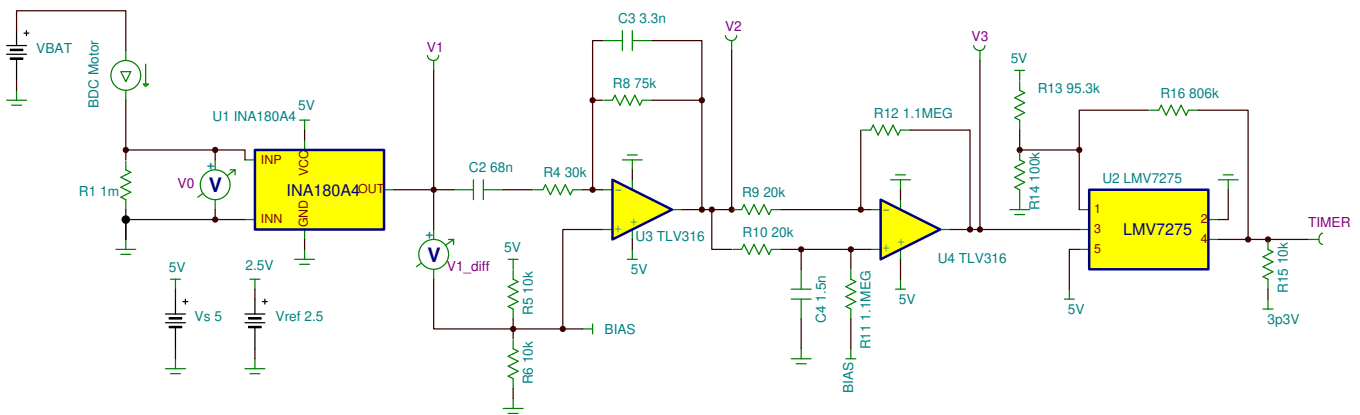 VBAT
BDC Motor
R1 1m
V0
U1 INA180A4
5V
INP
INN
VCC
GND
INA180A4
OUT
V1
C2 68n
R4 30k
V1_diff
5V
R5 10k
R6 10k
BIAS
C3 3.3n
R8 75k
U3 TLV316
5V
V2
R9 20k
R10 20k
R12 1.1MEG
C4 1.5n
R11 1.1MEG
BIAS
U4 TLV316
5V
V3
5V
R13 95.3k
R14 100k
R16 806k
U2 LMV7275
LMV7275
1
3
5
2
4
5V
TIMER
R15 10k
3p3V
5V
Vs 5
2.5V
Vref 2.5